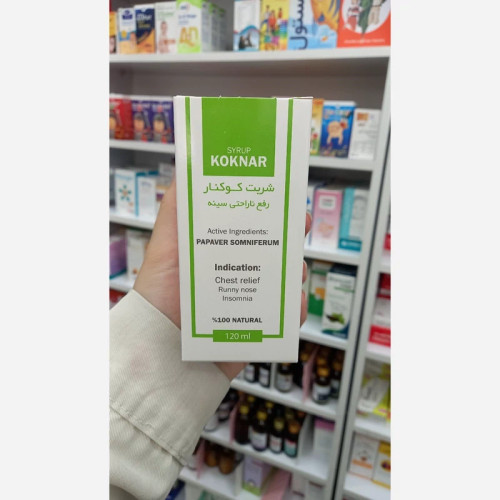 SYRUP
KOKNAR
شربت کوکنار
رفع ناراحتی سینه
Active Ingredients:
PAPAVER SOMNIFERUM
Indication:
Chest relief
Runny nose
Insomnia
%100 NATURAL
120 ml